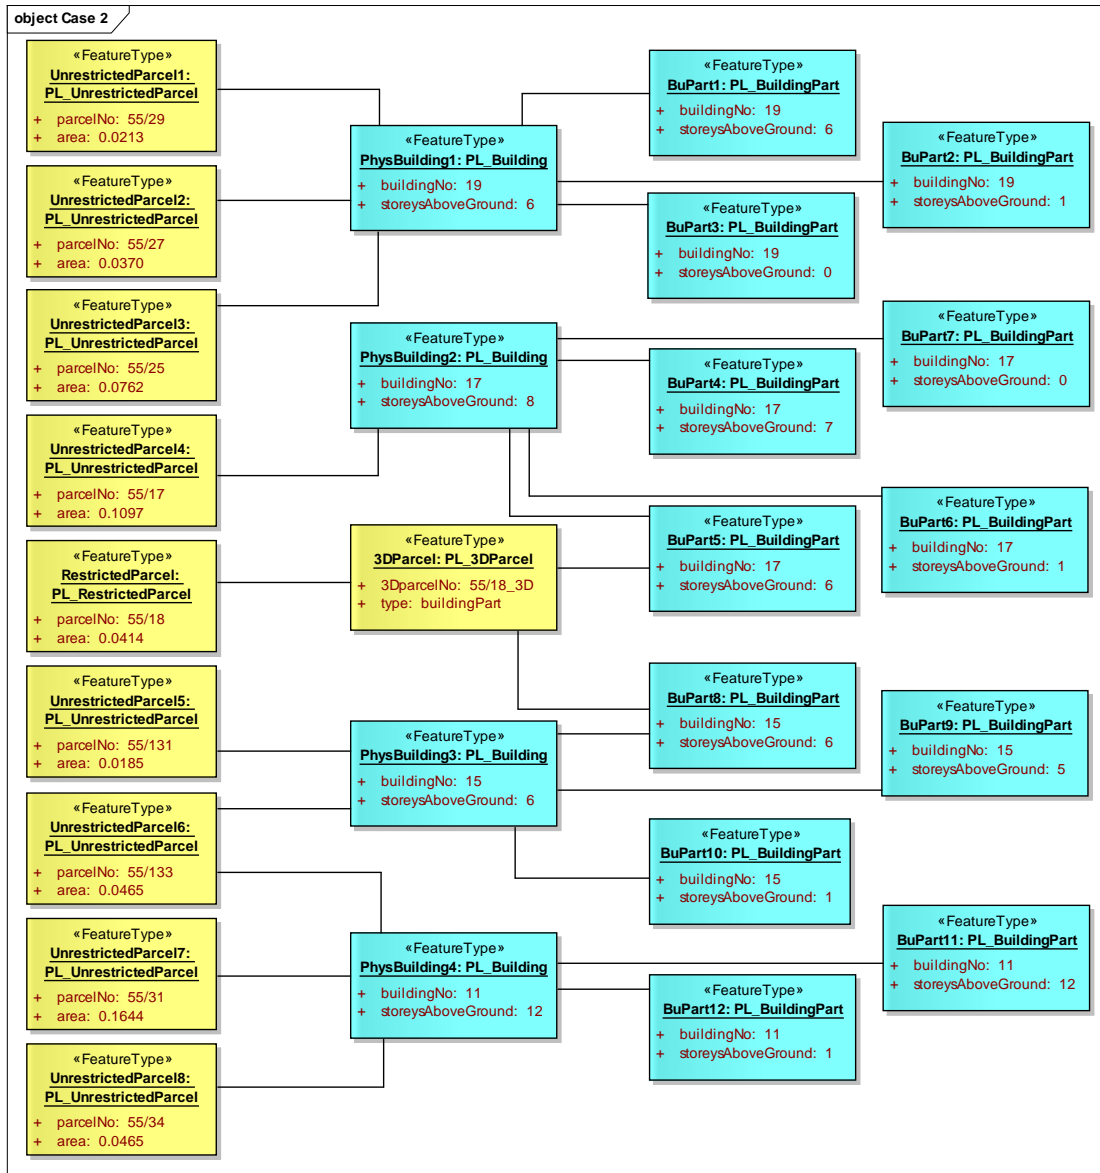 object Case 2
«FeatureType»
UnrestrictedParcel1:
PL_UnrestrictedParcel
+ parcelNo: 55/29
+ area: 0.0213
«FeatureType»
UnrestrictedParcel2:
PL_UnrestrictedParcel
+ parcelNo: 55/27
+ area: 0.0370
«FeatureType»
UnrestrictedParcel3:
PL_UnrestrictedParcel
+ parcelNo: 55/25
+ area: 0.0762
«FeatureType»
UnrestrictedParcel4:
PL_UnrestrictedParcel
+ parcelNo: 55/17
+ area: 0.1097
«FeatureType»
RestrictedParcel:
PL_RestrictedParcel
+ parcelNo: 55/18
+ area: 0.0414
«FeatureType»
UnrestrictedParcel5:
PL_UnrestrictedParcel
+ parcelNo: 55/131
+ area: 0.0185
«FeatureType»
UnrestrictedParcel6:
PL_UnrestrictedParcel
+ parcelNo: 55/133
+ area: 0.0465
«FeatureType»
UnrestrictedParcel7:
PL_UnrestrictedParcel
+ parcelNo: 55/31
+ area: 0.1644
«FeatureType»
UnrestrictedParcel8:
PL_UnrestrictedParcel
+ parcelNo: 55/34
+ area: 0.0465
«FeatureType»
PhysBuilding1: PL_Building
+ buildingNo: 19
+ storeysAboveGround: 6
«FeatureType»
PhysBuilding2: PL_Building
+ buildingNo: 17
+ storeysAboveGround: 8
«FeatureType»
3DParcel: PL_3DParcel
+ 3DparcelNo: 55/18_3D
+ type: buildingPart
«FeatureType»
PhysBuilding3: PL_Building
+ buildingNo: 15
+ storeysAboveGround: 6
«FeatureType»
PhysBuilding4: PL_Building
+ buildingNo: 11
+ storeysAboveGround: 12
«FeatureType»
BuPart1: PL_BuildingPart
+ buildingNo: 19
+ storeysAboveGround: 6
«FeatureType»
BuPart2: PL_BuildingPart
+ buildingNo: 19
+ storeysAboveGround: 1
«FeatureType»
BuPart3: PL_BuildingPart
+ buildingNo: 19
+ storeysAboveGround: 0
«FeatureType»
BuPart7: PL_BuildingPart
+ buildingNo: 17
+ storeysAboveGround: 0
«FeatureType»
BuPart4: PL_BuildingPart
+ buildingNo: 17
+ storeysAboveGround: 7
«FeatureType»
BuPart6: PL_BuildingPart
+ buildingNo: 17
+ storeysAboveGround: 1
«FeatureType»
BuPart5: PL_BuildingPart
+ buildingNo: 17
+ storeysAboveGround: 6
«FeatureType»
BuPart8: PL_BuildingPart
+ buildingNo: 15
+ storeysAboveGround: 6
«FeatureType»
BuPart9: PL_BuildingPart
+ buildingNo: 15
+ storeysAboveGround: 5
«FeatureType»
BuPart10: PL_BuildingPart
+ buildingNo: 15
+ storeysAboveGround: 1
«FeatureType»
BuPart11: PL_BuildingPart
+ buildingNo: 11
+ storeysAboveGround: 12
«FeatureType»
BuPart12: PL_BuildingPart
+ buildingNo: 11
+ storeysAboveGround: 1